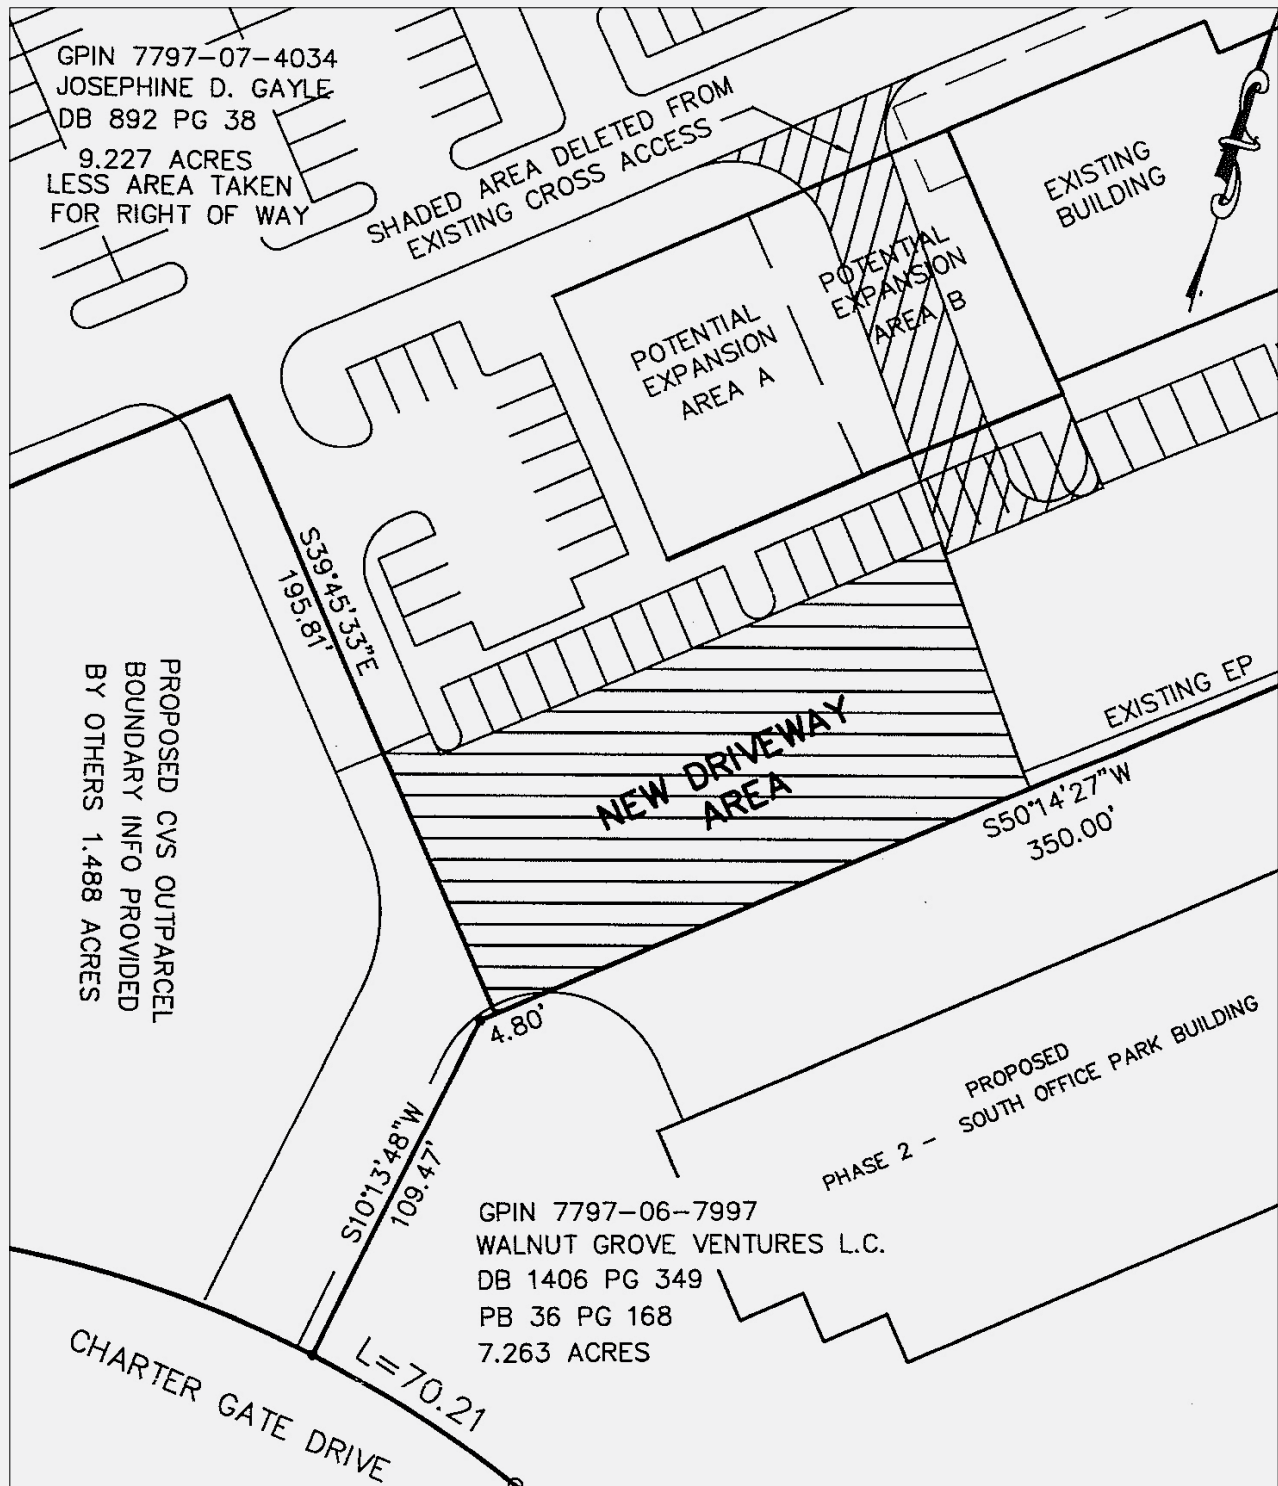 GPIN 7797-07-4034
JOSEPHINE D. GAYLE
DB 892 PG 38
9.227 ACRES
LESS AREA TAKEN
FOR RIGHT OF WAY
SHADED AREA DELETED FROM
EXISTING CROSS ACCESS
EXISTING
BUILDING
POTENTIAL
EXPANSION
AREA B
POTENTIAL
EXPANSION
AREA A
S39°45'33"E
195.81'
PROPOSED CVS OUTPARCEL
BOUNDARY INFO PROVIDED
BY OTHERS 1.488 ACRES
NEW DRIVEWAY
AREA
EXISTING EP
S50°14'27"W
350.00'
4.80'
PROPOSED
PHASE 2 - SOUTH OFFICE PARK BUILDING
S10°13'48"W
109.47'
GPIN 7797-06-7997
WALNUT GROVE VENTURES L.C.
DB 1406 PG 349
PB 36 PG 168
7.263 ACRES
L=70.21
CHARTER GATE DRIVE